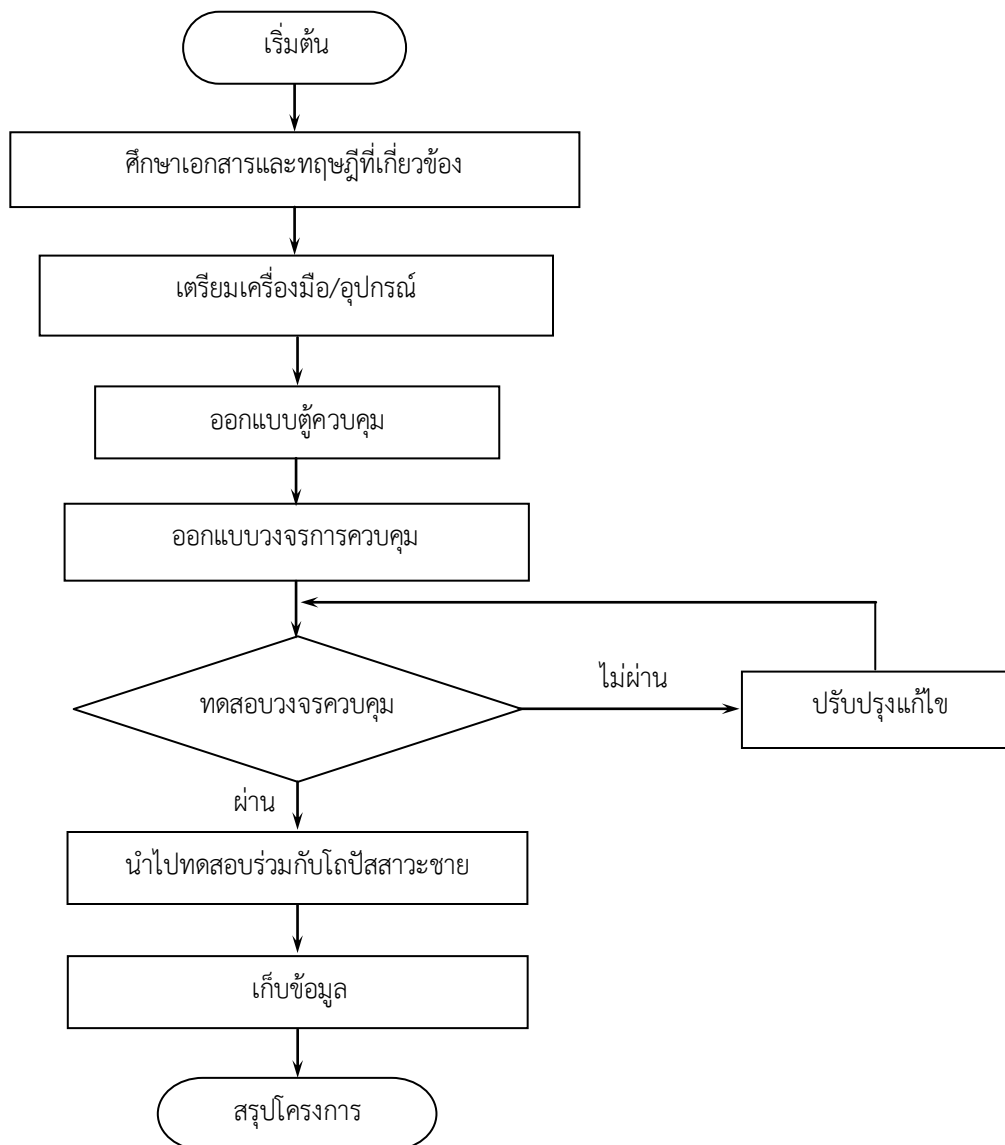 เริ่มต้น
ศึกษาเอกสารและทฤษฎีที่เกี่ยวข้อง
เตรียมเครื่องมือ/อุปกรณ์
ออกแบบตู้ควบคุม
ออกแบบวงจรการควบคุม
ทดสอบวงจรควบคุม
ไม่ผ่าน
ปรับปรุงแก้ไข
ผ่าน
นำไปทดสอบร่วมกับโถปัสสาวะชาย
เก็บข้อมูล
สรุปโครงการ